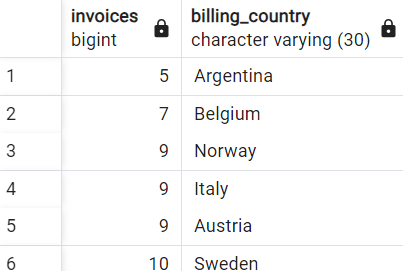 invoices billing_country
bigint character varying (30)
1 5 Argentina
2 7 Belgium
3 9 Norway
4 9 Italy
5 9 Austria
6 10 Sweden